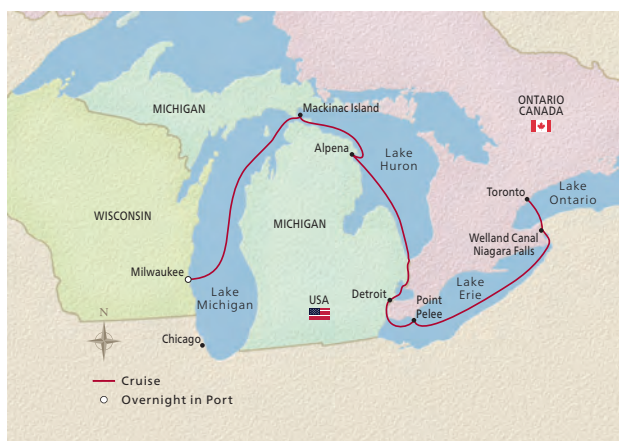 MICHIGAN
Mackinac Island
ONTARIO
CANADA
Alpena
Lake
Huron
Toronto
Lake
Ontario
WISCONSIN
MICHIGAN
Welland Canal
Niagara Falls
Milwaukee
Lake
Michigan
USA
Detroit
Point
Pelee
Lake
Erie
N
Chicago
Cruise
Overnight in Port